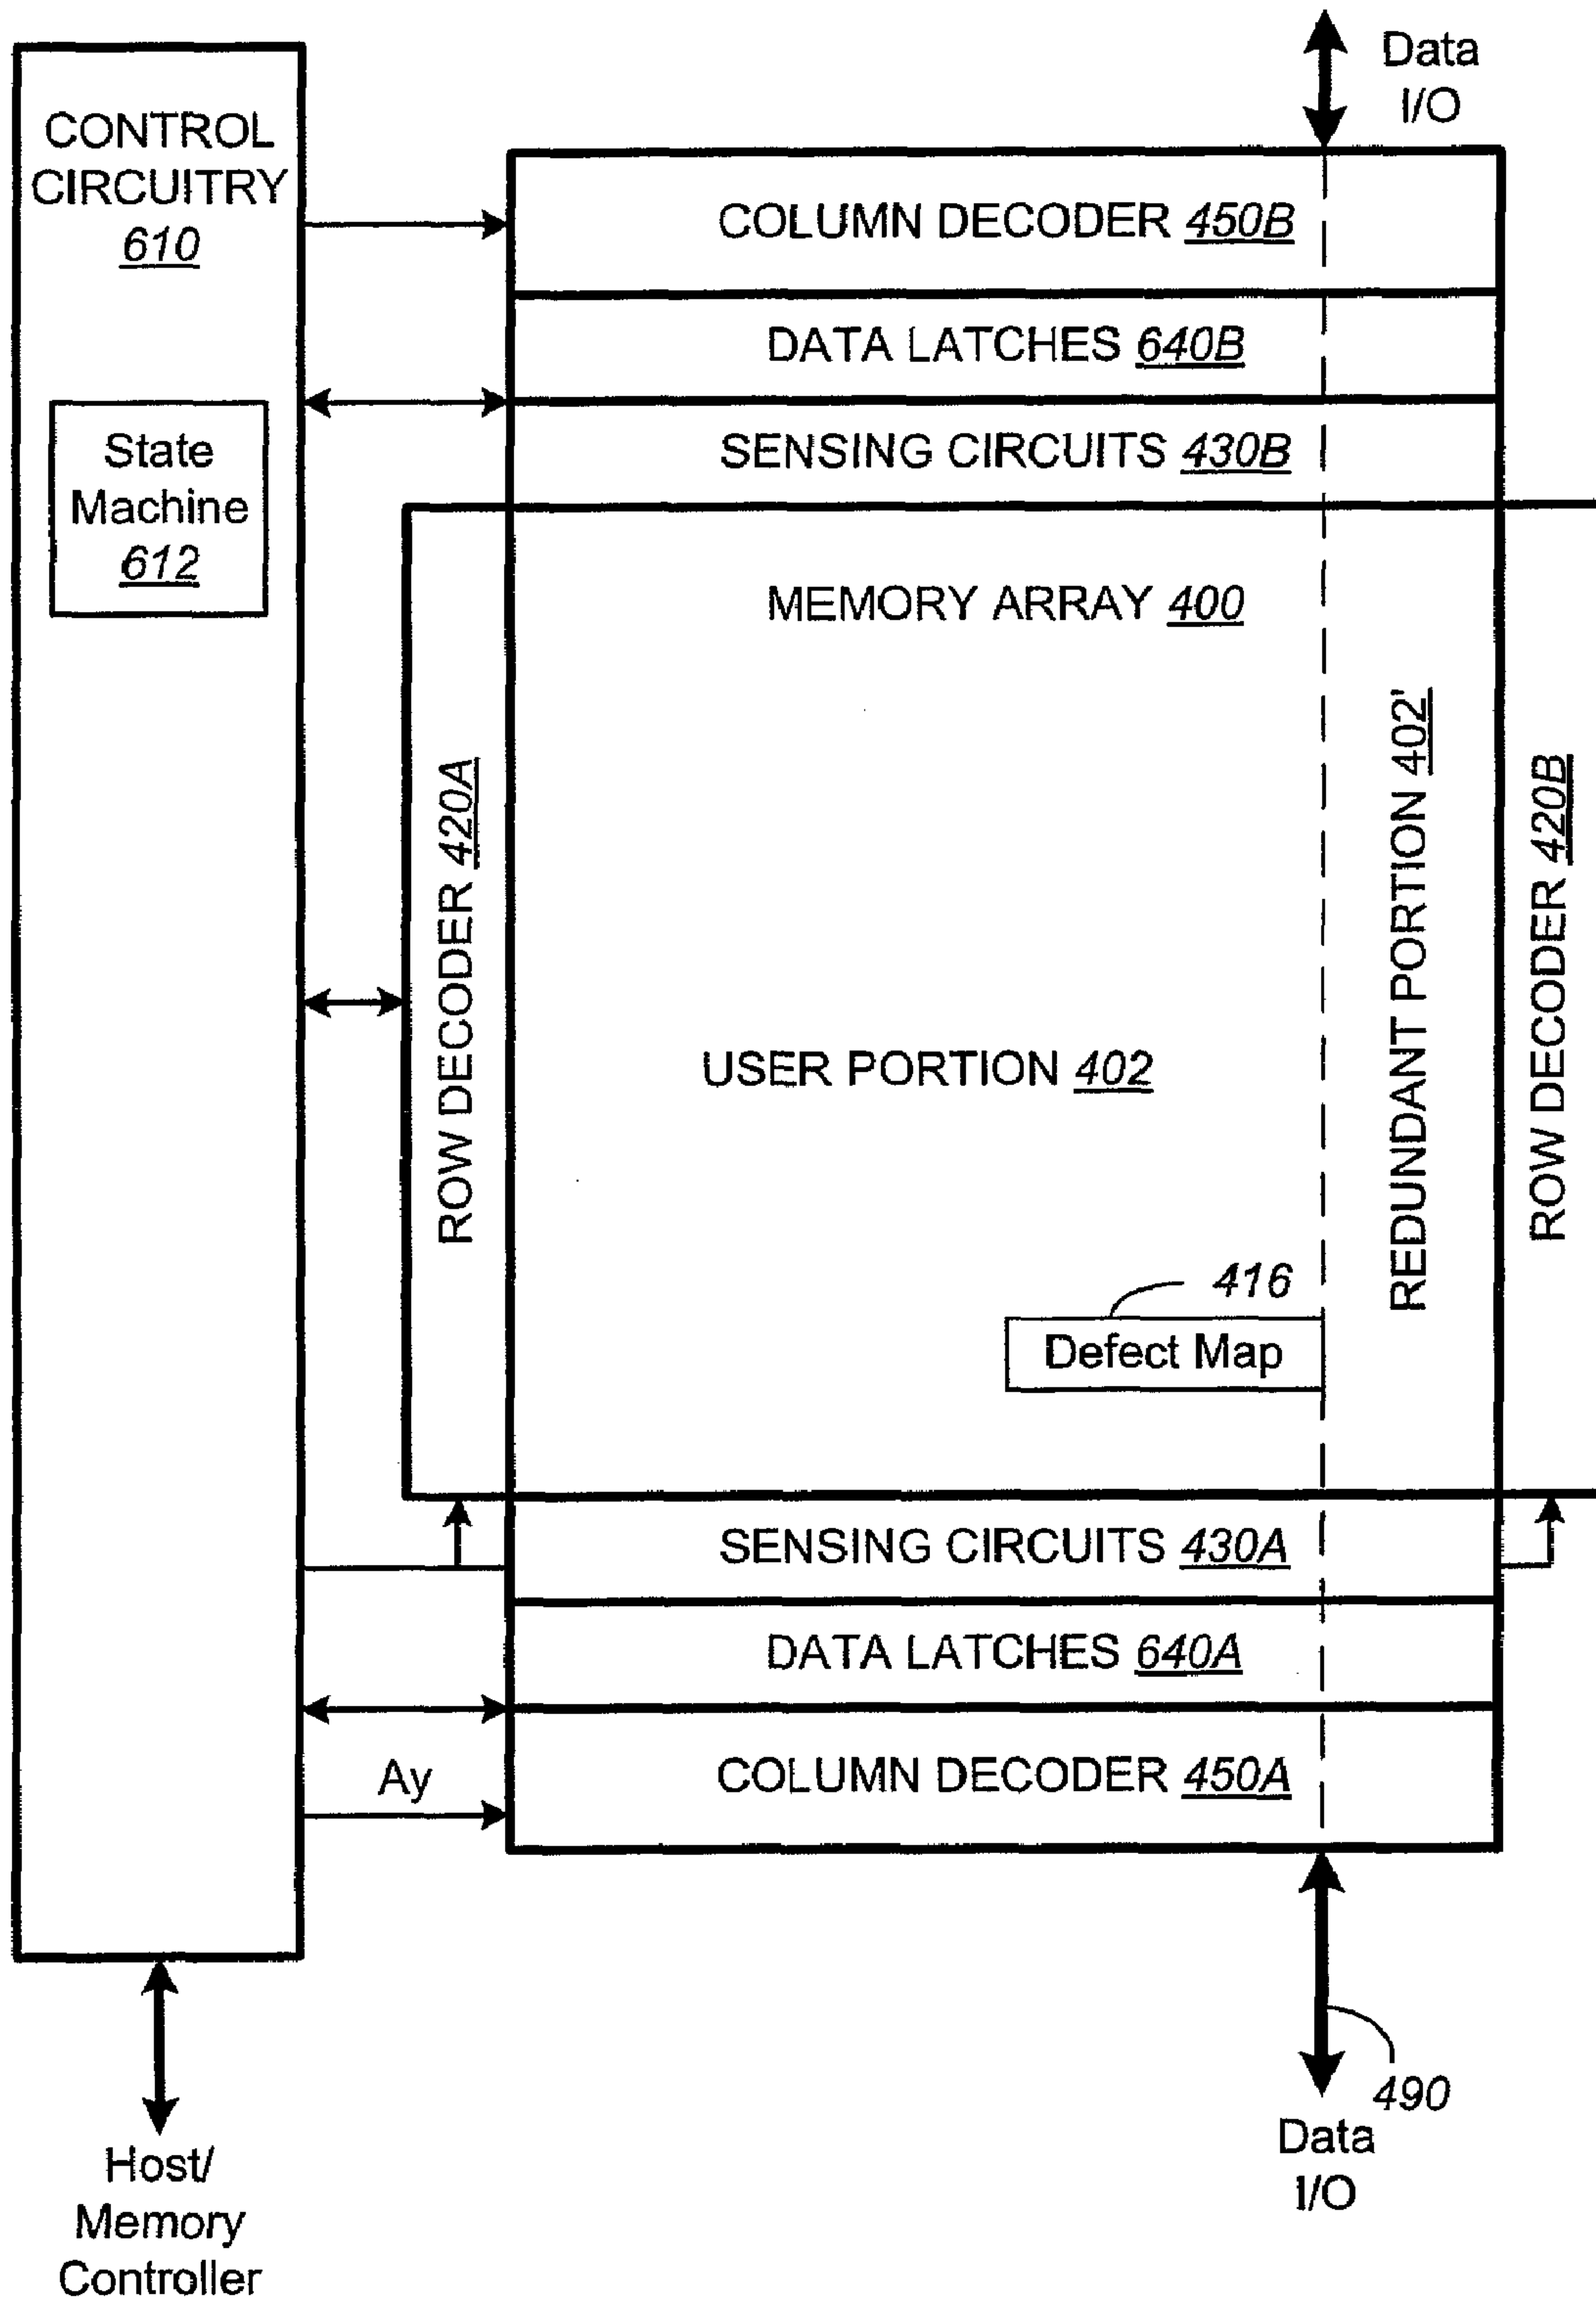 Data
I/O
CONTROL
CIRCUITRY
610
COLUMN DECODER 450B
DATA LATCHES 640B
State
Machine
612
SENSING CIRCUITS 430B
MEMORY ARRAY 400
ROW DECODER 420A
USER PORTION 402
REDUNDANT PORTION 402'
ROW DECODER 420B
416
Defect Map
SENSING CIRCUITS 430A
DATA LATCHES 640A
Ay
COLUMN DECODER 450A
490
Data
I/O
Host/
Memory
Controller